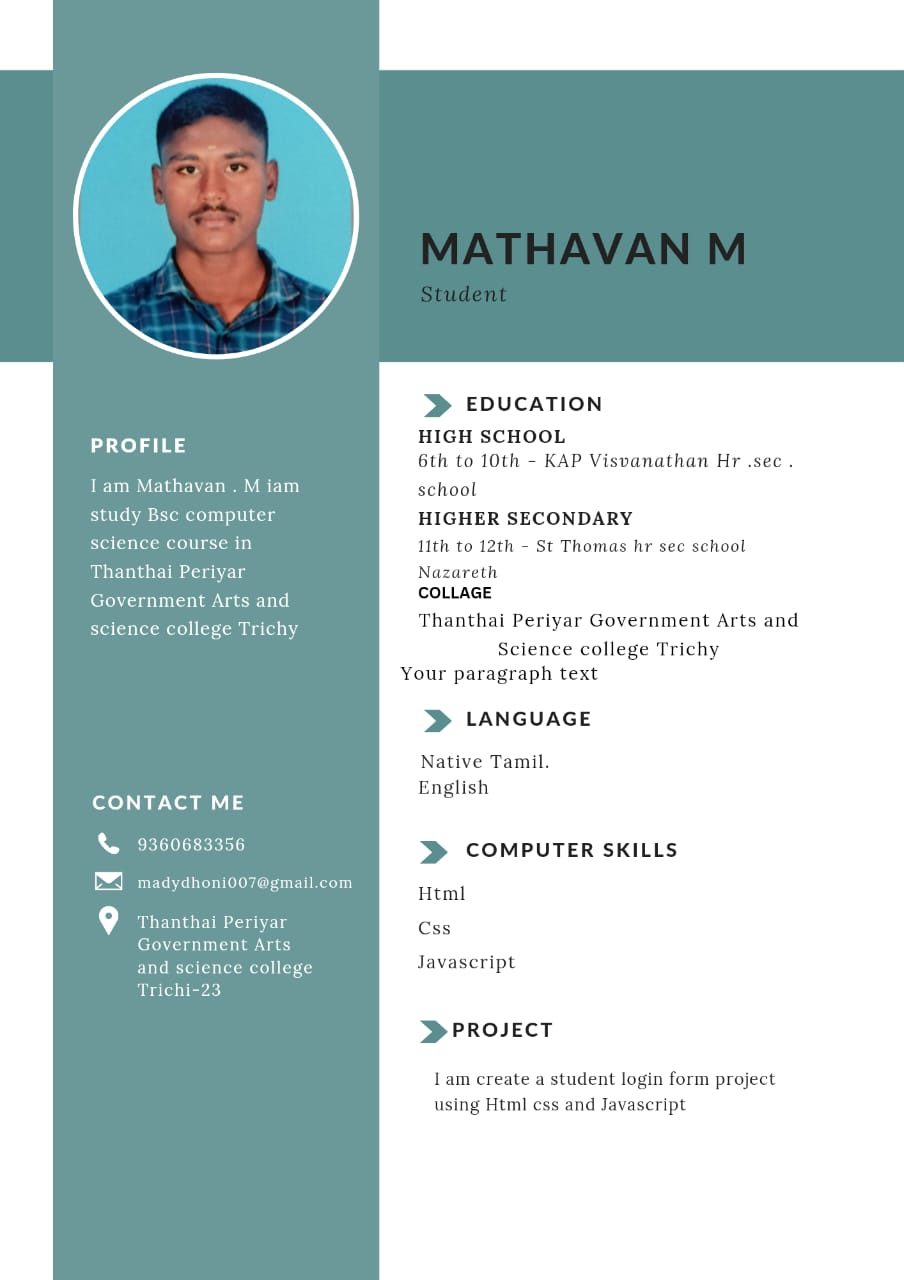 MATHAVAN M
Student
PROFILE
I am Mathavan . M iam
study Bsc computer
science course in
Thanthai Periyar
Government Arts and
science college Trichy
CONTACT ME
9360683356
madydhoni007@gmail.com
Thanthai Periyar
Government Arts
and science college
Trichi-23
EDUCATION
HIGH SCHOOL
6th to 10th - KAP Visvanathan Hr .sec .
school
HIGHER SECONDARY
11th to 12th - St Thomas hr sec school
Nazareth
COLLAGE
Thanthai Periyar Government Arts and
Science college Trichy
Your paragraph text
LANGUAGE
Native Tamil.
English
COMPUTER SKILLS
Html
Css
Javascript
PROJECT
I am create a student login form project
using Html css and Javascript